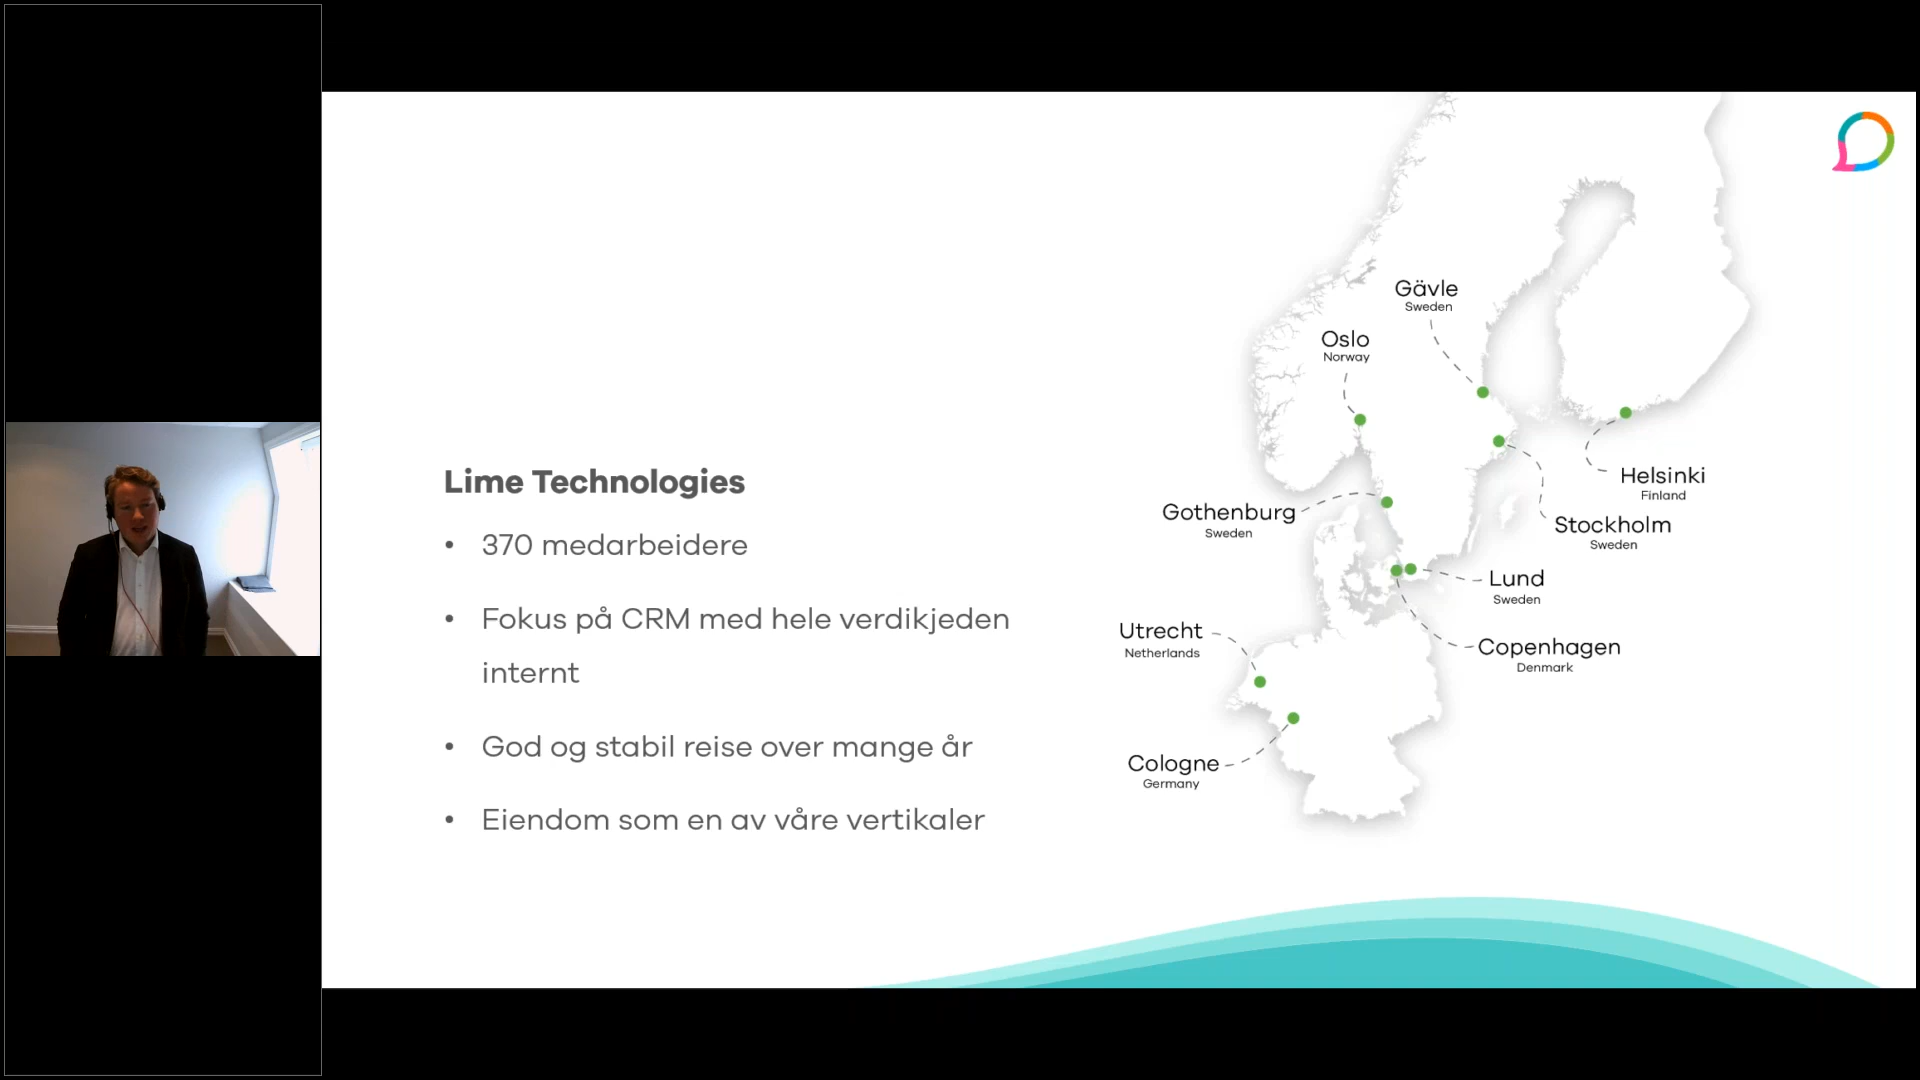 Lime Technologies
• 370 medarbeidere
• Fokus på CRM med hele verdikjeden
internt
• God og stabil reise over mange år
• Eiendom som en av våre vertikaler
Gävle
Sweden
Oslo
Norway
Helsinki
Finland
Gothenburg
Sweden
Stockholm
Sweden
Lund
Sweden
Utrecht
Netherlands
Copenhagen
Denmark
Cologne
Germany